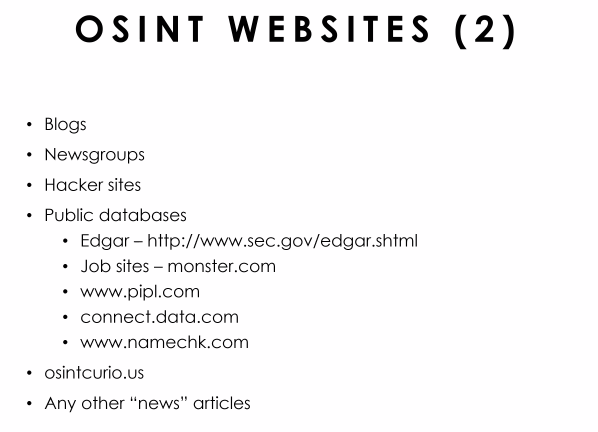 OSINT WEBSITES (2)
• Blogs
• Newsgroups
• Hacker sites
• Public databases
• Edgar – http://www.sec.gov/edgar.shtml
• Job sites – monster.com
• www.pipl.com
• connect.data.com
• www.namechk.com
• osintcurio.us
• Any other “news” articles